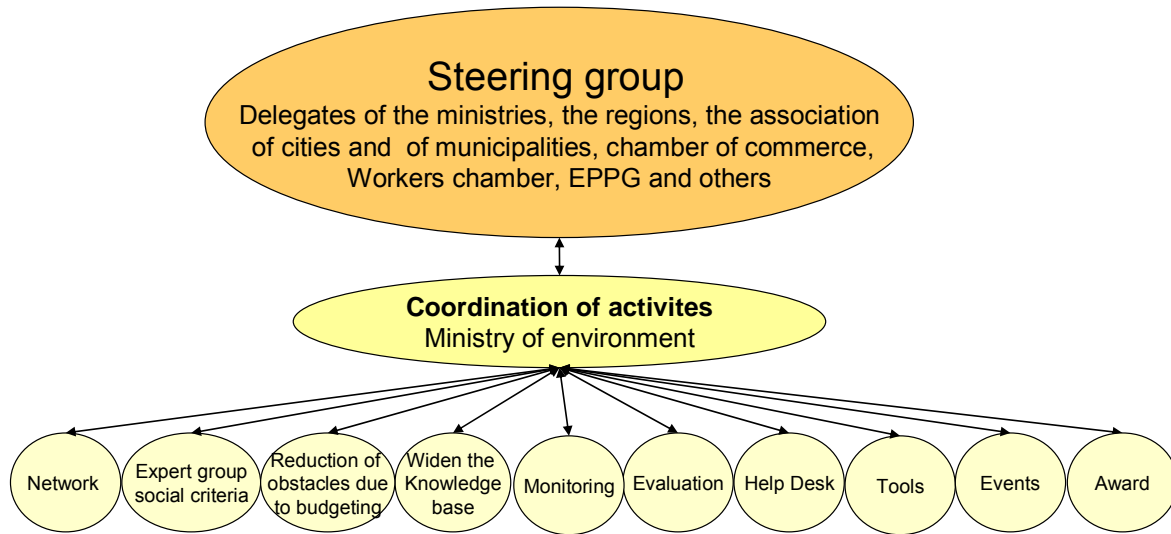 Steering group
Delegates of the ministries, the regions, the association
of cities and of municipalities, chamber of commerce,
Workers chamber, EPPG and others
Coordination of activites
Ministry of environment
Network
Expert group
social criteria
Reduction of
obstacles due
to budgeting
Widen the
Knowledge
base
Monitoring
Evaluation
Help Desk
Tools
Events
Award